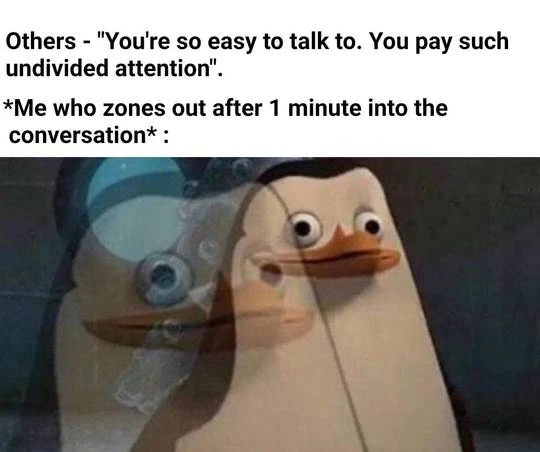 Others - "You're so easy to talk to. You pay such
undivided attention".
*Me who zones out after 1 minute into the
conversation* :